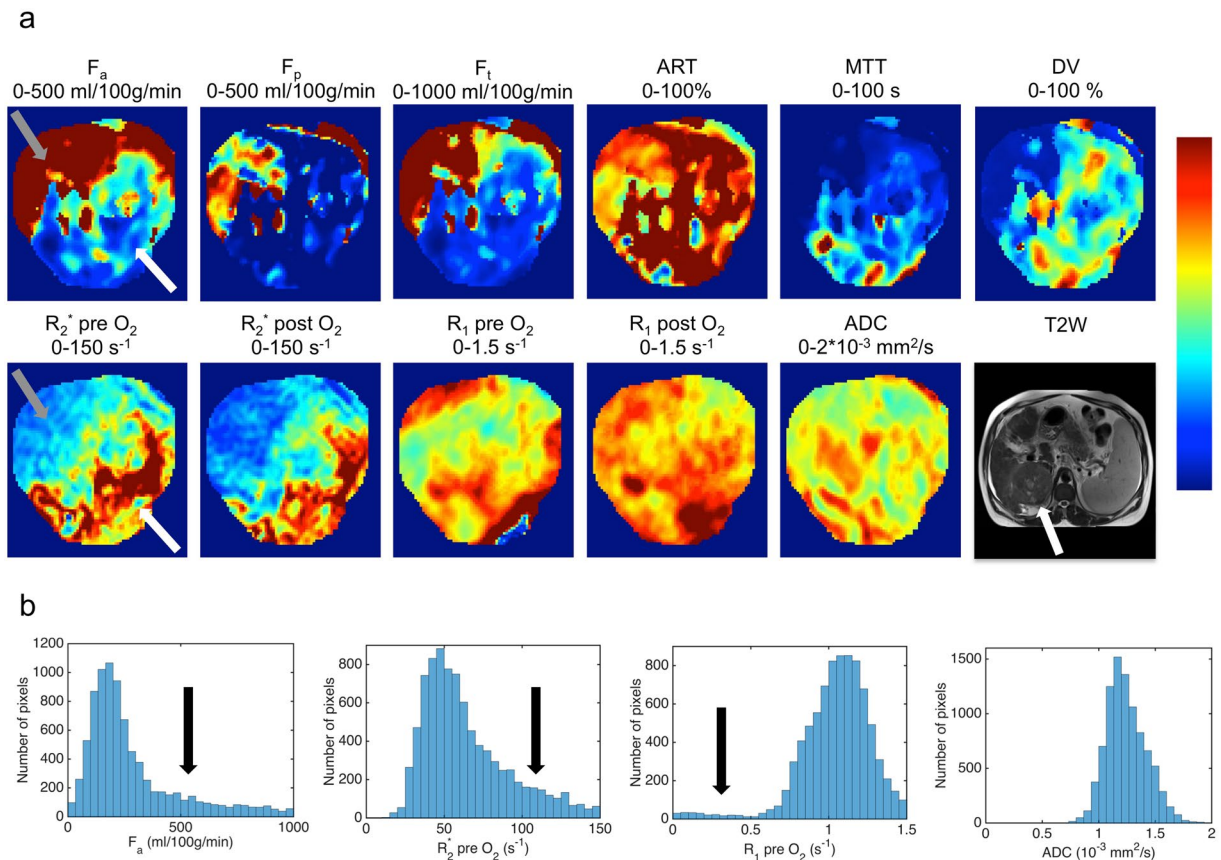 a
Fₐ
0-500 ml/100g/min
Fₚ
0-500 ml/100g/min
Fₜ
0-1000 ml/100g/min
ART
0-100%
MTT
0-100 s
DV
0-100 %
R₂* pre O₂
0-150 s⁻¹
R₂* post O₂
0-150 s⁻¹
R₁ pre O₂
0-1.5 s⁻¹
R₁ post O₂
0-1.5 s⁻¹
ADC
0-2*10⁻³ mm²/s
T2W
b
Number of pixels
1200
1000
800
600
400
200
0
0 500 1000
Fₐ (ml/100g/min)
Number of pixels
800
600
400
200
0
0 50 100 150
R₂* pre O₂ (s⁻¹)
Number of pixels
800
600
400
200
0
0 0.5 1 1.5
R₁ pre O₂ (s⁻¹)
Number of pixels
1500
1000
500
0
0 0.5 1 1.5 2
ADC (10⁻³ mm²/s)